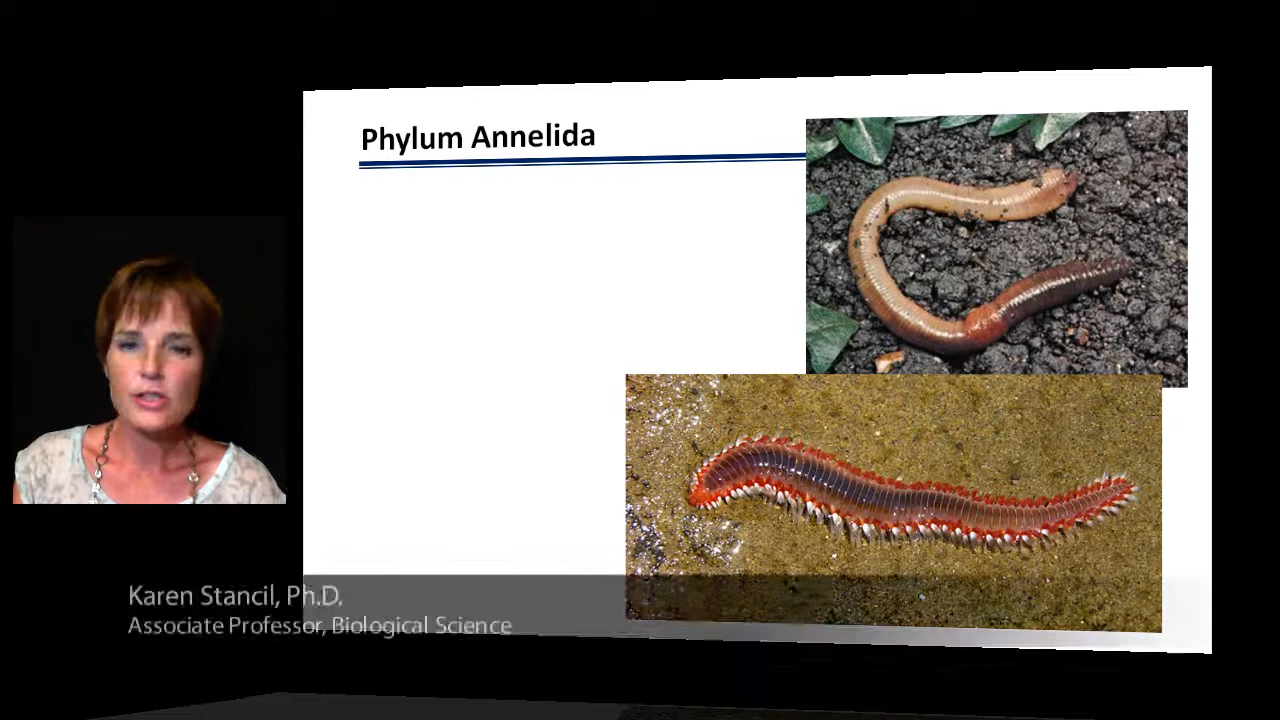 Phylum Annelida
Karen Stancil, Ph.D.
Associate Professor, Biological Science